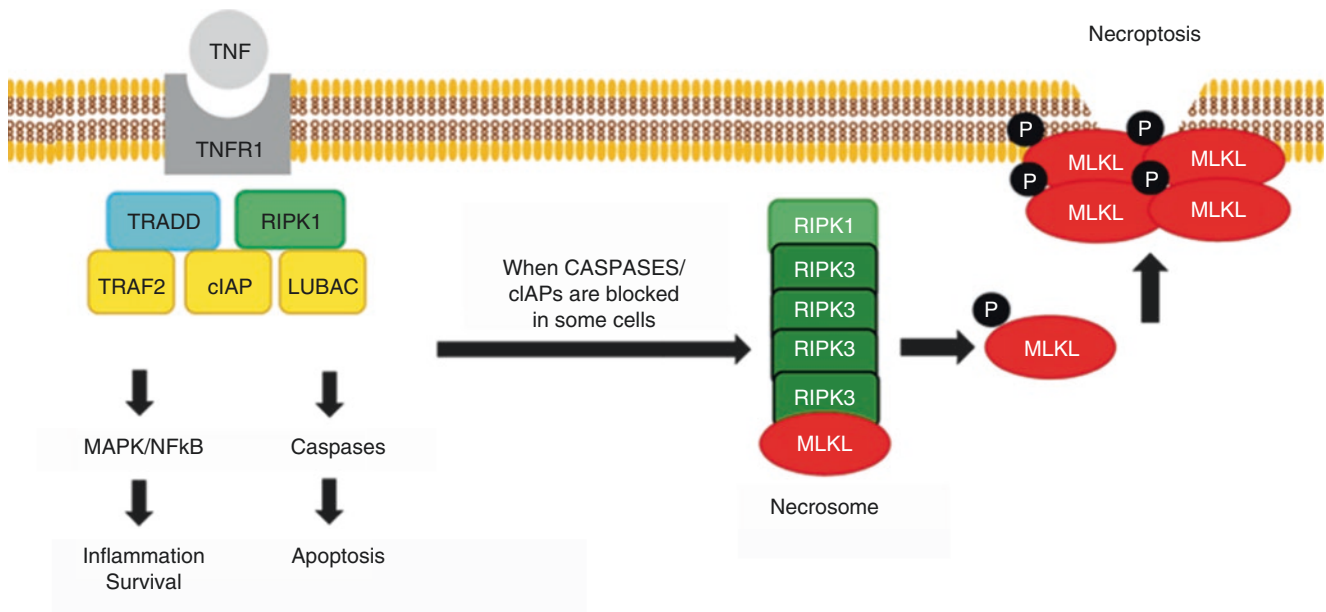 Necroptosis
TNF
TNFR1
P
P
MLKL
MLKL
P
P
MLKL
MLKL
TRADD
RIPK1
TRAF2
cIAP
LUBAC
When CASPASES/
cIAPs are blocked
in some cells
RIPK1
RIPK3
RIPK3
RIPK3
RIPK3
MLKL
Necrosome
P
MLKL
MAPK/NFkB
Caspases
Inflammation
Survival
Apoptosis